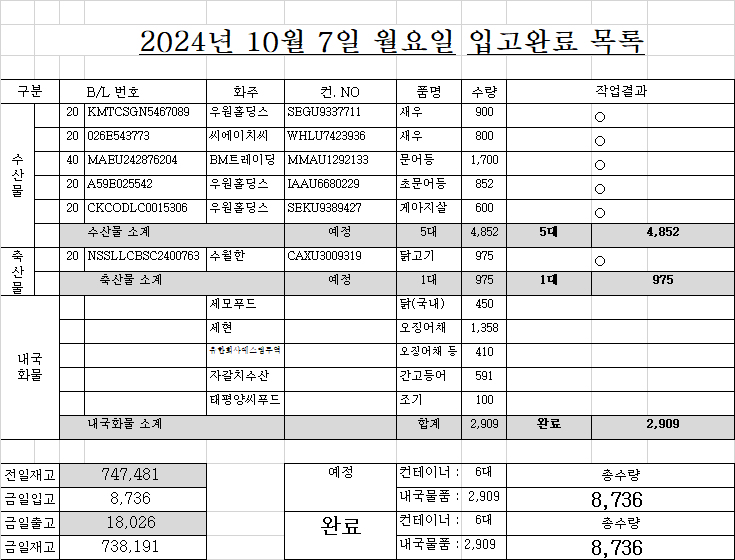 2024년 10월 7일 월요일 입고완료 목록
구분 B/L 번호 화주 컨. NO 품명 수량 작업결과
수산물
20 KMTCSGN5467089 우원홀딩스 SEGU9337711 새우 900 ○
20 026E543773 씨에이치씨 WHLU7423936 새우 800 ○
40 MAEU242876204 BM트레이딩 MMAU1292133 문어등 1,700 ○
20 A59E025542 우원홀딩스 IAAU6680229 초문어등 852 ○
20 CKCODLC0015306 우원홀딩스 SEKU9389427 게아지살 600 ○
수산물 소계 예정 5대 4,852 5대 4,852
축산물
20 NSSLLCBSC2400763 수월한 CAXU3009319 닭고기 975 ○
축산물 소계 예정 1대 975 1대 975
내국화물
세모푸드 닭(국내) 450
세현 오징어채 1,358
오징어채 등 410
자갈치수산 간고등어 591
태평양씨푸드 조기 100
내국화물 소계 합계 2,909 완료 2,909
전일재고 747,481 예정 컨테이너 : 6대 총수량
금일입고 8,736 내국물품 : 2,909 8,736
금일출고 18,026 완료 컨테이너 : 6대 총수량
금일재고 738,191 내국물품 : 2,909 8,736